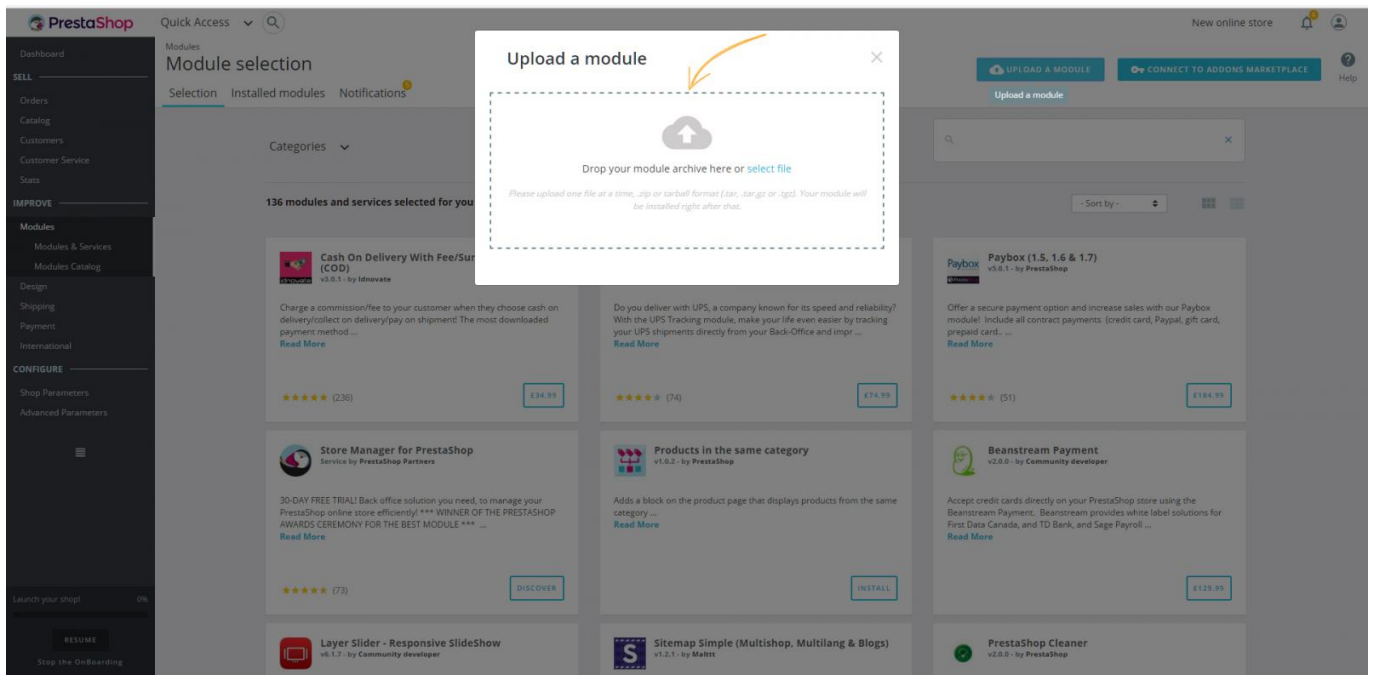 PrestaShop
Quick Access
New online store
Dashboard
SELL
Orders
Catalog
Customers
Customer Service
Stats
IMPROVE
Modules
Modules & Services
Modules Catalog
Design
Shipping
Payment
International
CONFIGURE
Shop Parameters
Advanced Parameters
Launch your shop! 0%
RESUME
Stop the OnBoarding
Modules
Module selection
Selection Installed modules Notifications
UPLOAD A MODULE
CONNECT TO ADDONS MARKETPLACE
Help
Upload a module
Upload a module
Drop your module archive here or select file
Please upload one file at a time, .zip or tarball format (.tar, .tar.gz or .tgz). Your module will
be installed right after that.
Categories
136 modules and services selected for you
- Sort by -
Cash On Delivery With Fee/Sur
(COD)
v3.0.1 - by Idnovate
Charge a commission/fee to your customer when they choose cash on
delivery/collect on delivery/pay on shipment! The most downloaded
payment method ...
Read More
(236)
£34.99
Do you deliver with UPS, a company known for its speed and reliability?
With the UPS Tracking module, make your life even easier by tracking
your UPS shipments directly from your Back-Office and impr ...
Read More
(74)
£74.99
Paybox
Paybox (1.5, 1.6 & 1.7)
v5.0.1 - by PrestaShop
Offer a secure payment option and increase sales with our Paybox
module! Include all contract payments (credit card, Paypal, gift card,
prepaid card.. ...
Read More
(51)
£184.99
Store Manager for PrestaShop
Service by PrestaShop Partners
30-DAY FREE TRIAL! Back office solution you need, to manage your
PrestaShop online store efficiently! *** WINNER OF THE PRESTASHOP
AWARDS CEREMONY FOR THE BEST MODULE *** ...
Read More
(73)
DISCOVER
Products in the same category
v1.0.2 - by PrestaShop
Adds a block on the product page that displays products from the same
category ...
Read More
INSTALL
Beanstream Payment
v2.0.0 - by Community developer
Accept credit cards directly on your PrestaShop store using the
Beanstream Payment. Beanstream provides white label solutions for
First Data Canada, and TD Bank, and Sage Payroll ...
Read More
£129.99
Layer Slider - Responsive SlideShow
v6.1.7 - by Community developer
S
Sitemap Simple (Multishop, Multilang & Blogs)
v1.2.1 - by Maltt
PrestaShop Cleaner
v2.0.0 - by PrestaShop